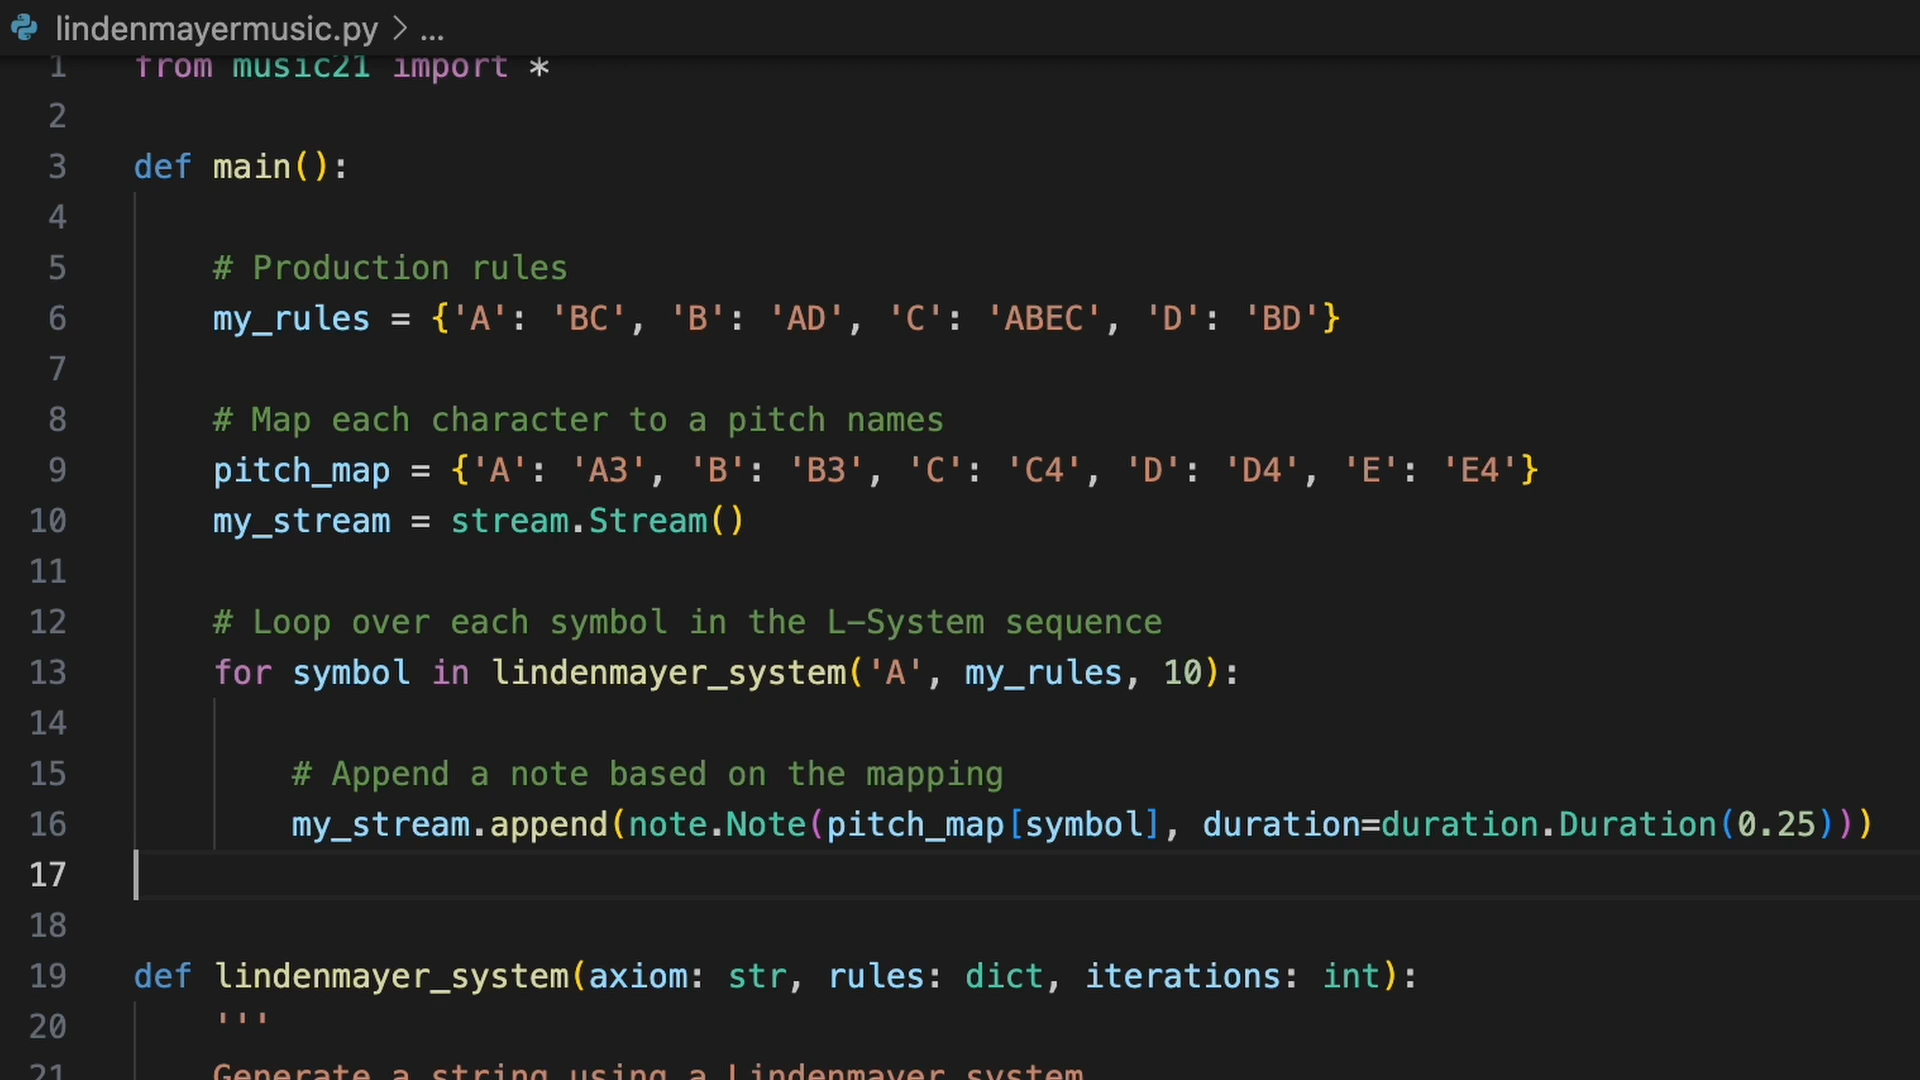 lindenmayermusic.py > ...
1 from music21 import *
2
3 def main():
4
5 # Production rules
6 my_rules = {'A': 'BC', 'B': 'AD', 'C': 'ABEC', 'D': 'BD'}
7
8 # Map each character to a pitch names
9 pitch_map = {'A': 'A3', 'B': 'B3', 'C': 'C4', 'D': 'D4', 'E': 'E4'}
10 my_stream = stream.Stream()
11
12 # Loop over each symbol in the L-System sequence
13 for symbol in lindenmayer_system('A', my_rules, 10):
14
15 # Append a note based on the mapping
16 my_stream.append(note.Note(pitch_map[symbol], duration=duration.Duration(0.25)))
17
18
19 def lindenmayer_system(axiom: str, rules: dict, iterations: int):
20 '''
21 Generate a string using a Lindenmayer system